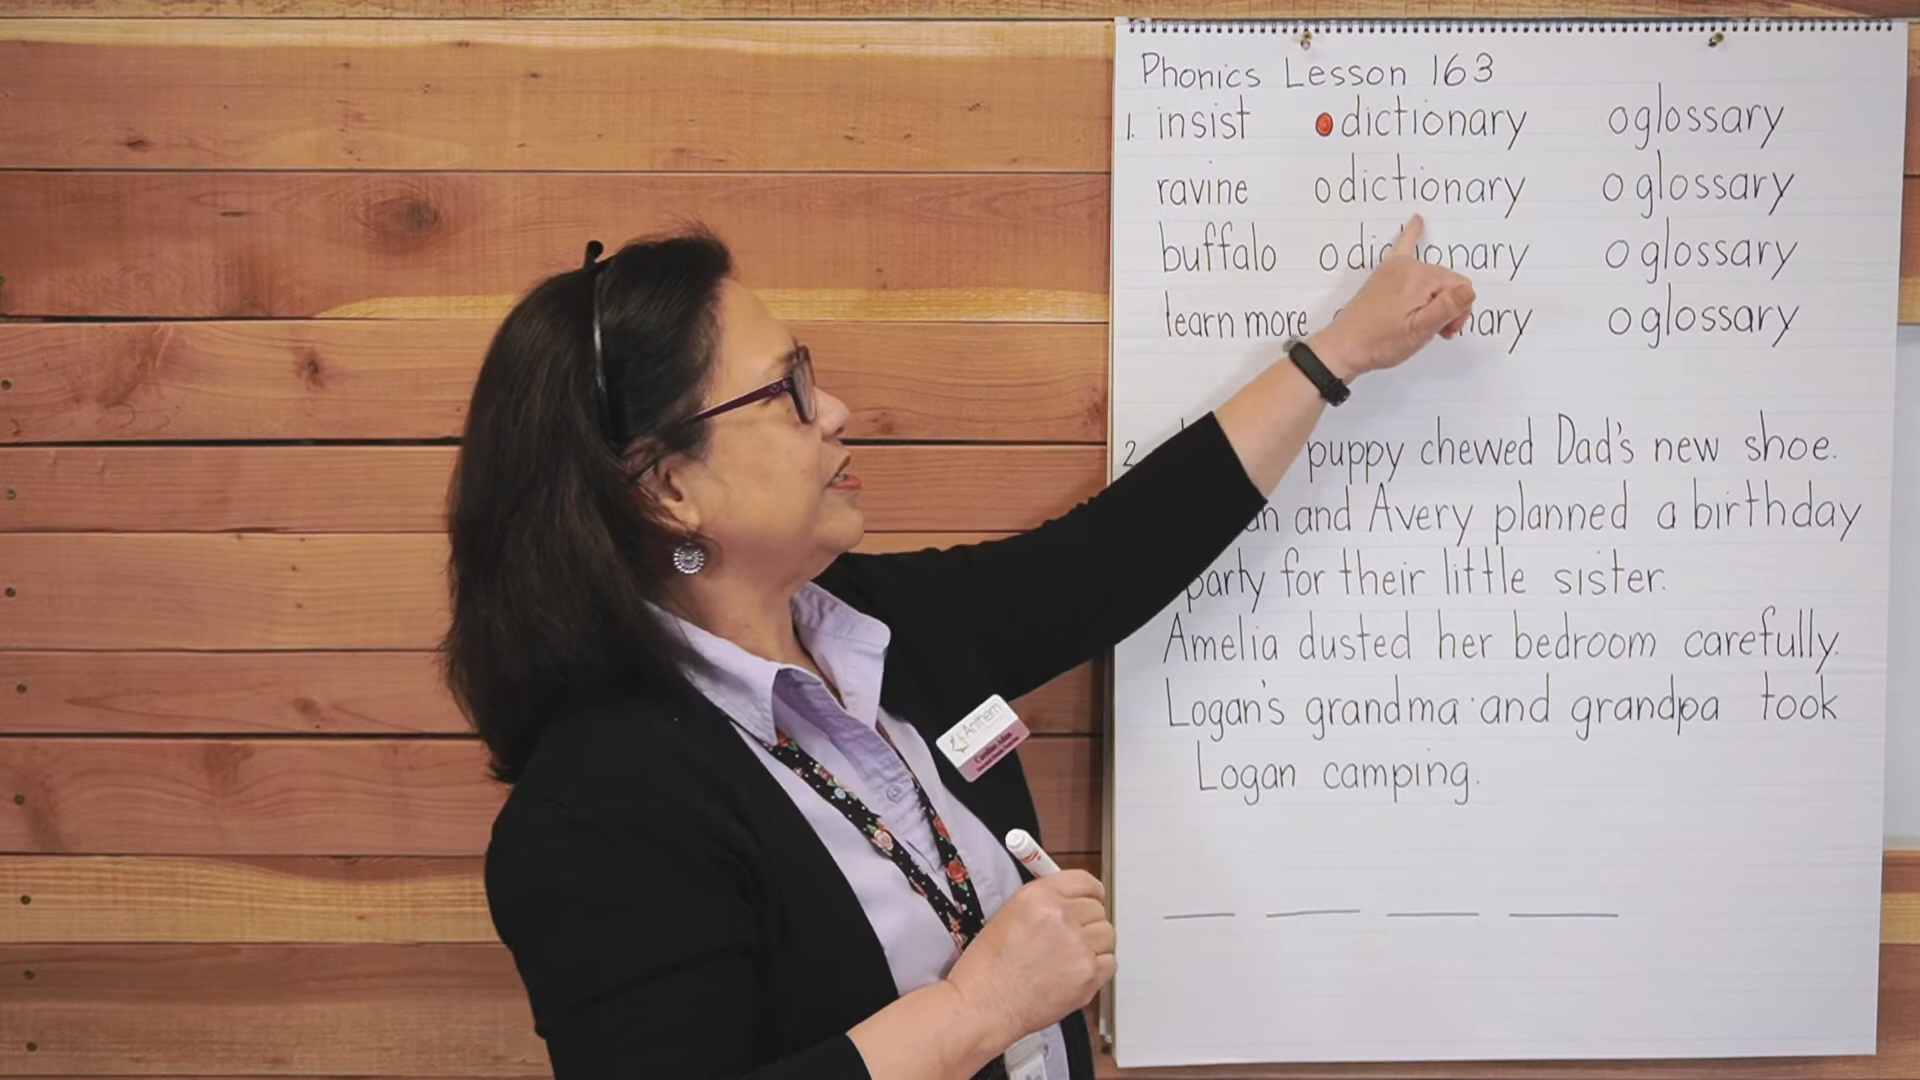 Phonics Lesson 163
1. insist dictionary glossary
ravine dictionary glossary
buffalo glossary
learn more glossary
2. puppy chewed Dad's new shoe.
and Avery planned a birthday
party for their little sister.
Amelia dusted her bedroom carefully.
Logan's grandma and grandpa took
Logan camping.
Anthem